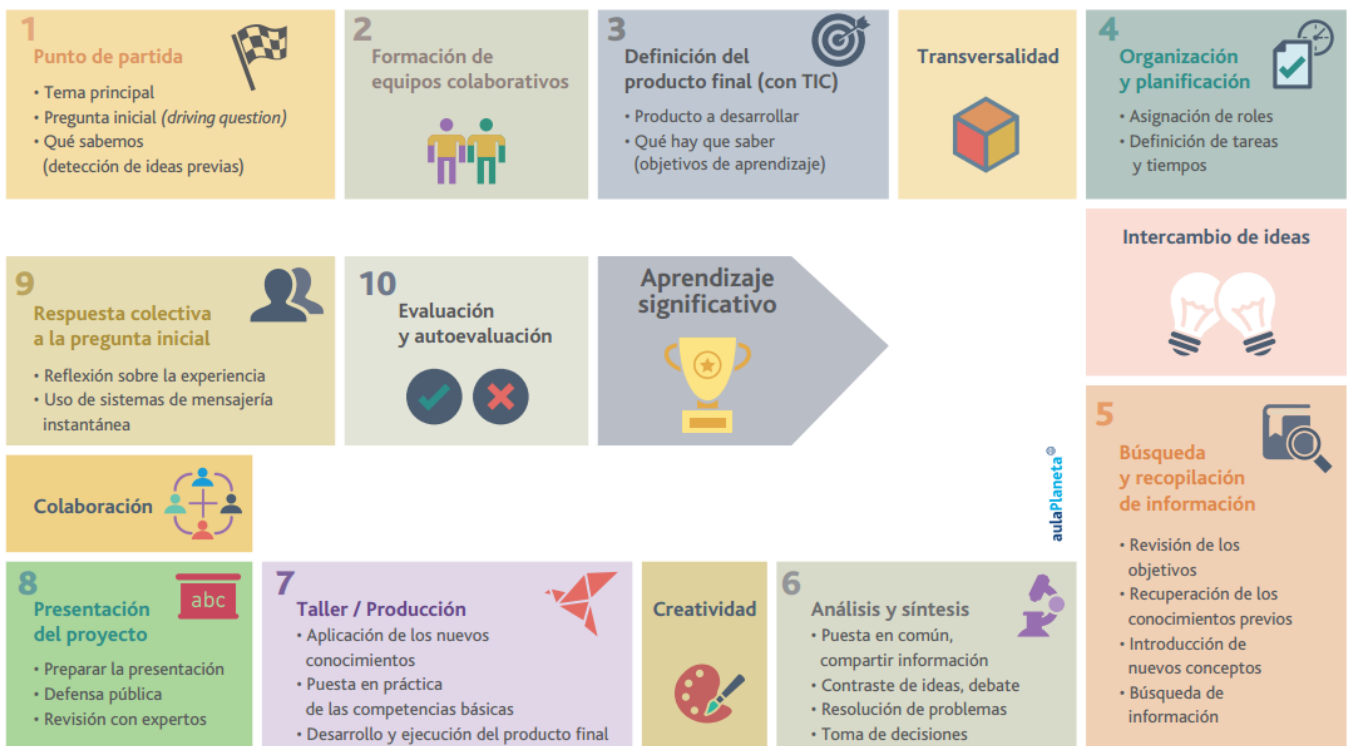 1
Punto de partida
• Tema principal
• Pregunta inicial (driving question)
• Qué sabemos
(detección de ideas previas)
2
Formación de
equipos colaborativos
3
Definición del
producto final (con TIC)
• Producto a desarrollar
• Qué hay que saber
(objetivos de aprendizaje)
Transversalidad
4
Organización
y planificación
• Asignación de roles
• Definición de tareas
y tiempos
Intercambio de ideas
5
Búsqueda
y recopilación
de información
• Revisión de los
objetivos
• Recuperación de los
conocimientos previos
• Introducción de
nuevos conceptos
• Búsqueda de
información
6
Análisis y síntesis
• Puesta en común,
compartir información
• Contraste de ideas, debate
• Resolución de problemas
• Toma de decisiones
Creatividad
7
Taller / Producción
• Aplicación de los nuevos
conocimientos
• Puesta en práctica
de las competencias básicas
• Desarrollo y ejecución del producto final
8
Presentación
del proyecto
abc
• Preparar la presentación
• Defensa pública
• Revisión con expertos
Colaboración
9
Respuesta colectiva
a la pregunta inicial
• Reflexión sobre la experiencia
• Uso de sistemas de mensajería
instantánea
10
Evaluación
y autoevaluación
Aprendizaje
significativo
aulaPlaneta